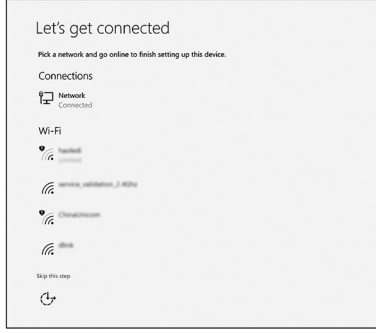 Let's get connected
Pick a network and go online to finish setting up this device.
Connections
Network
Connected
Wi-Fi
Limited
service_validation_2.4Ghz
ChinaUnicom
dlink
Skip this step